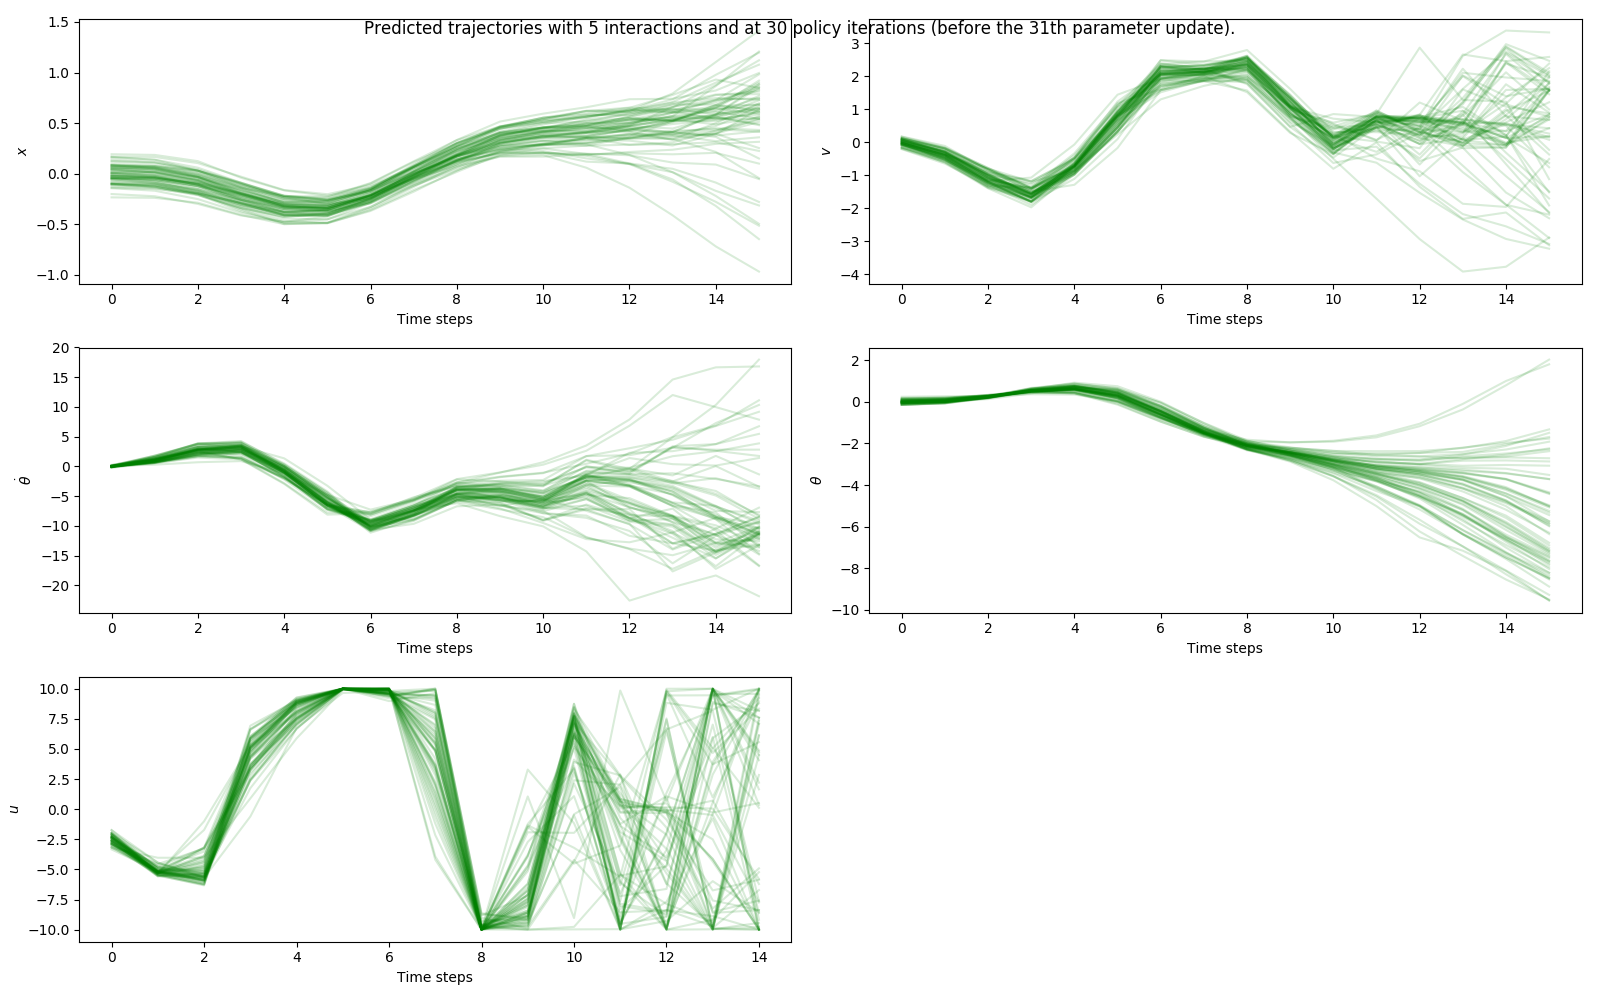 Predicted trajectories with 5 interactions and at 30 policy iterations (before the 31th parameter update).
1.5
1.0
0.5
0.0
−0.5
−1.0
x
0 2 4 6 8 10 12 14
Time steps
3
2
1
0
−1
−2
−3
−4
v
0 2 4 6 8 10 12 14
Time steps
20
15
10
5
0
−5
−10
−15
−20
θ̇
0 2 4 6 8 10 12 14
Time steps
2
0
−2
−4
−6
−8
−10
θ
0 2 4 6 8 10 12 14
Time steps
10.0
7.5
5.0
2.5
0.0
−2.5
−5.0
−7.5
−10.0
u
0 2 4 6 8 10 12 14
Time steps